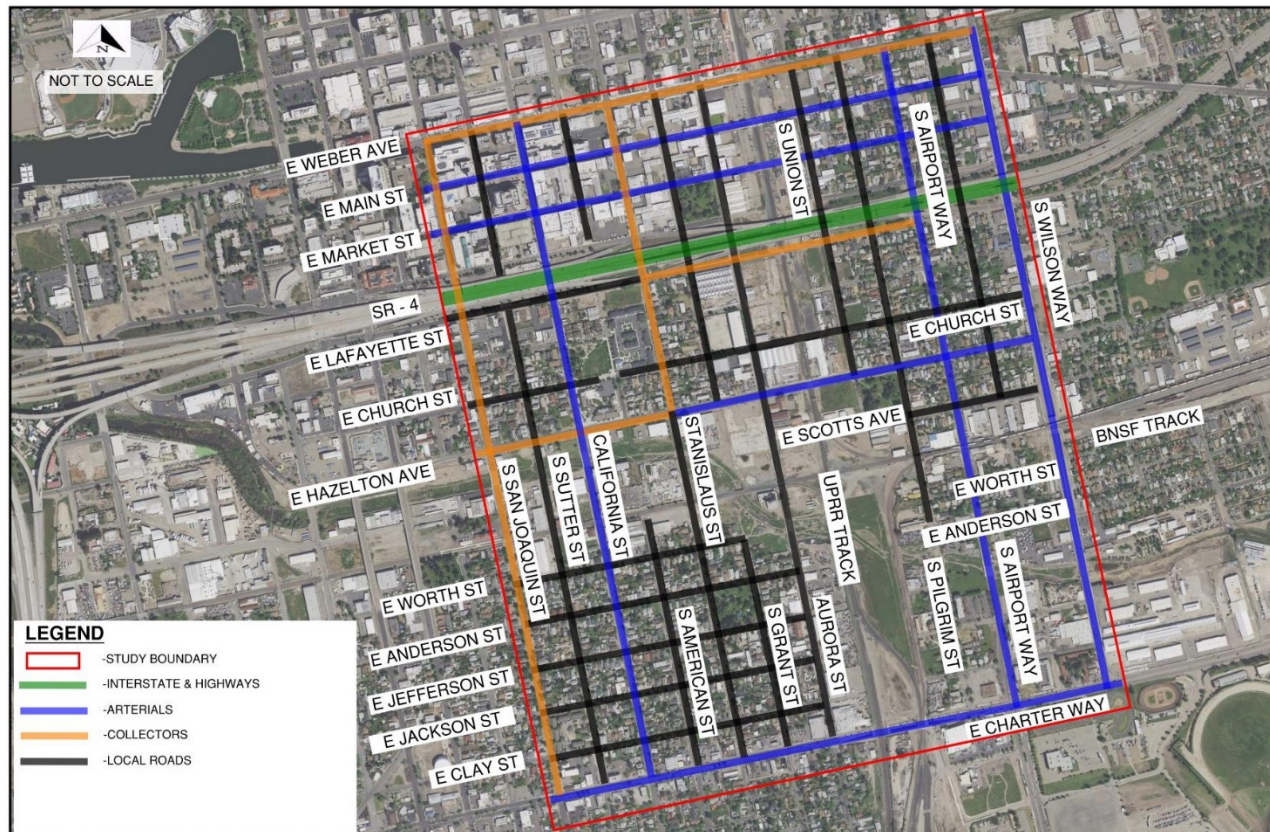 N
NOT TO SCALE
E WEBER AVE
E MAIN ST
E MARKET ST
SR - 4
E LAFAYETTE ST
E CHURCH ST
E HAZELTON AVE
S UNION ST
S AIRPORT WAY
S WILSON WAY
E CHURCH ST
E SCOTTS AVE
BNSF TRACK
S SAN JOAQUIN ST
S SUTTER ST
CALIFORNIA ST
STANISLAUS ST
UPRR TRACK
E WORTH ST
E ANDERSON ST
E WORTH ST
E ANDERSON ST
E JEFFERSON ST
E JACKSON ST
E CLAY ST
S AMERICAN ST
S GRANT ST
AURORA ST
S PILGRIM ST
S AIRPORT WAY
E CHARTER WAY
LEGEND
-STUDY BOUNDARY
-INTERSTATE & HIGHWAYS
-ARTERIALS
-COLLECTORS
-LOCAL ROADS